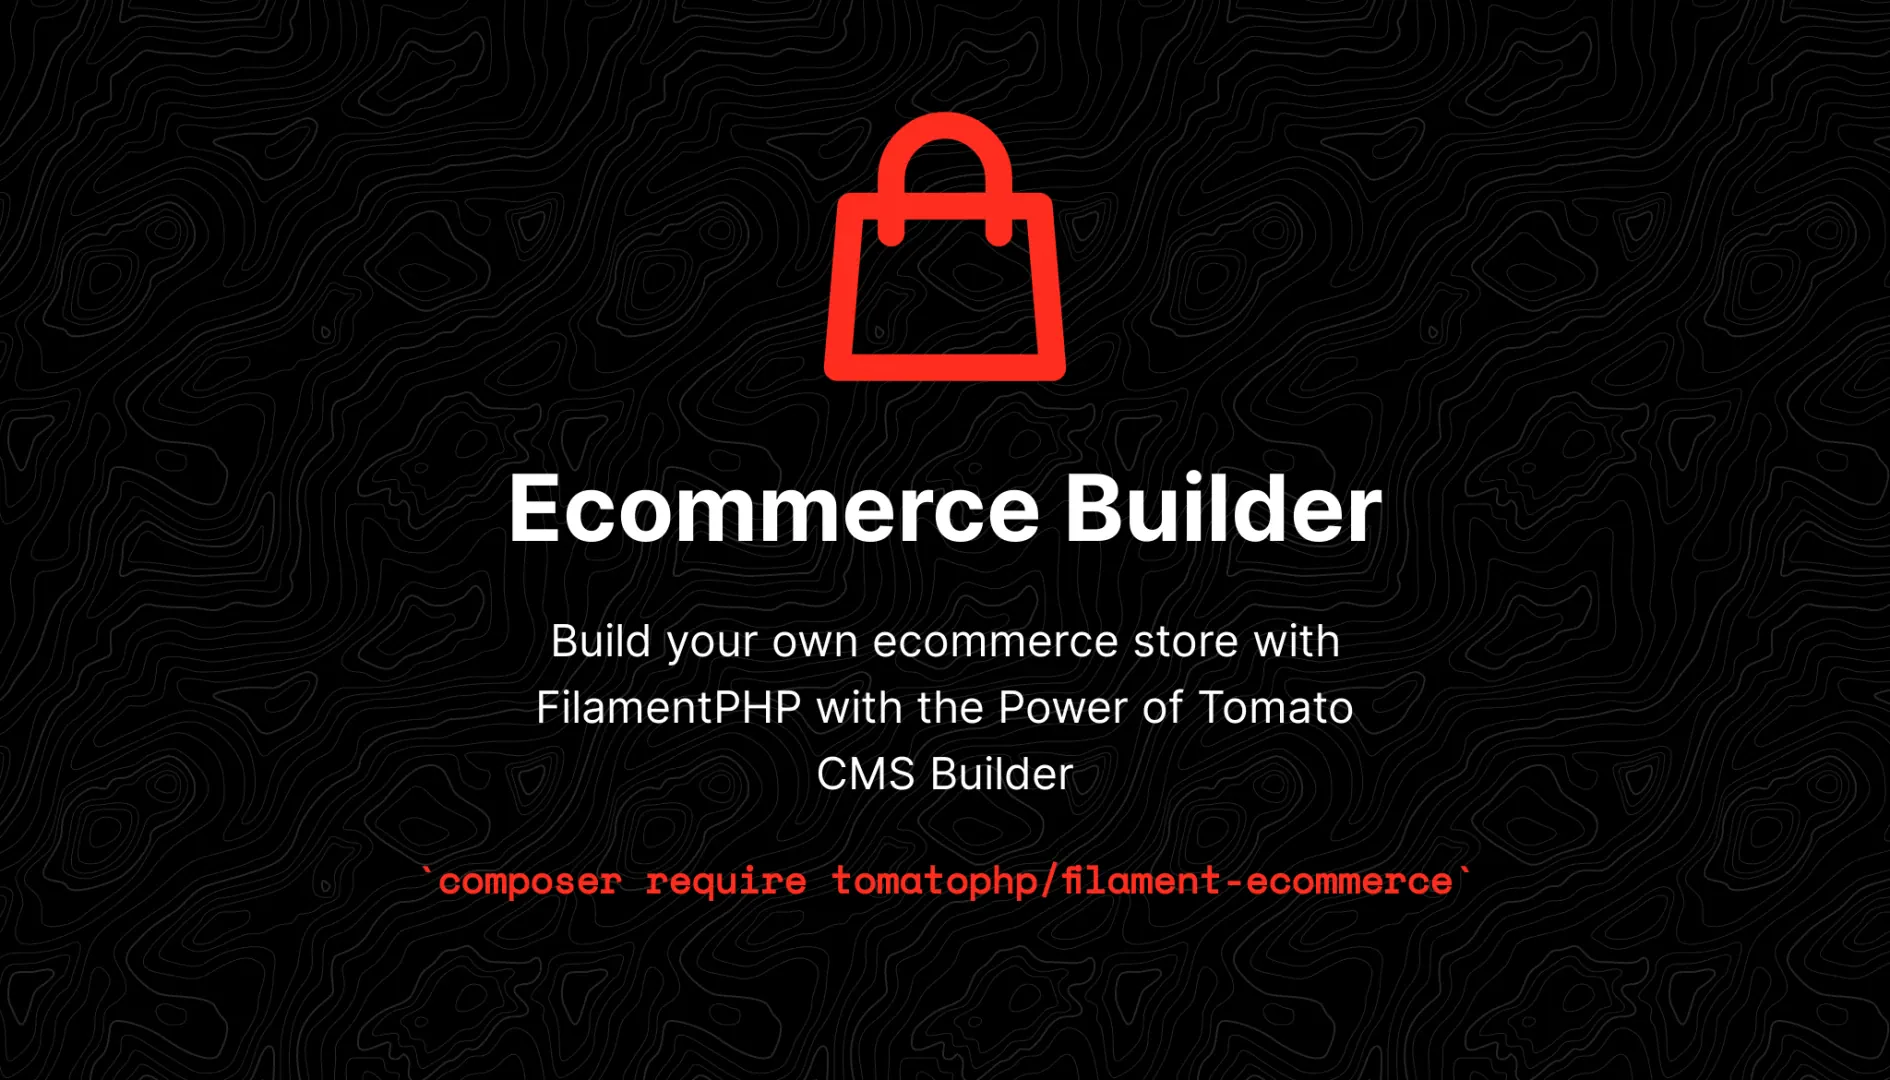 Ecommerce Builder
Build your own ecommerce store with
FilamentPHP with the Power of Tomato
CMS Builder
`composer require tomatophp/filament-ecommerce`